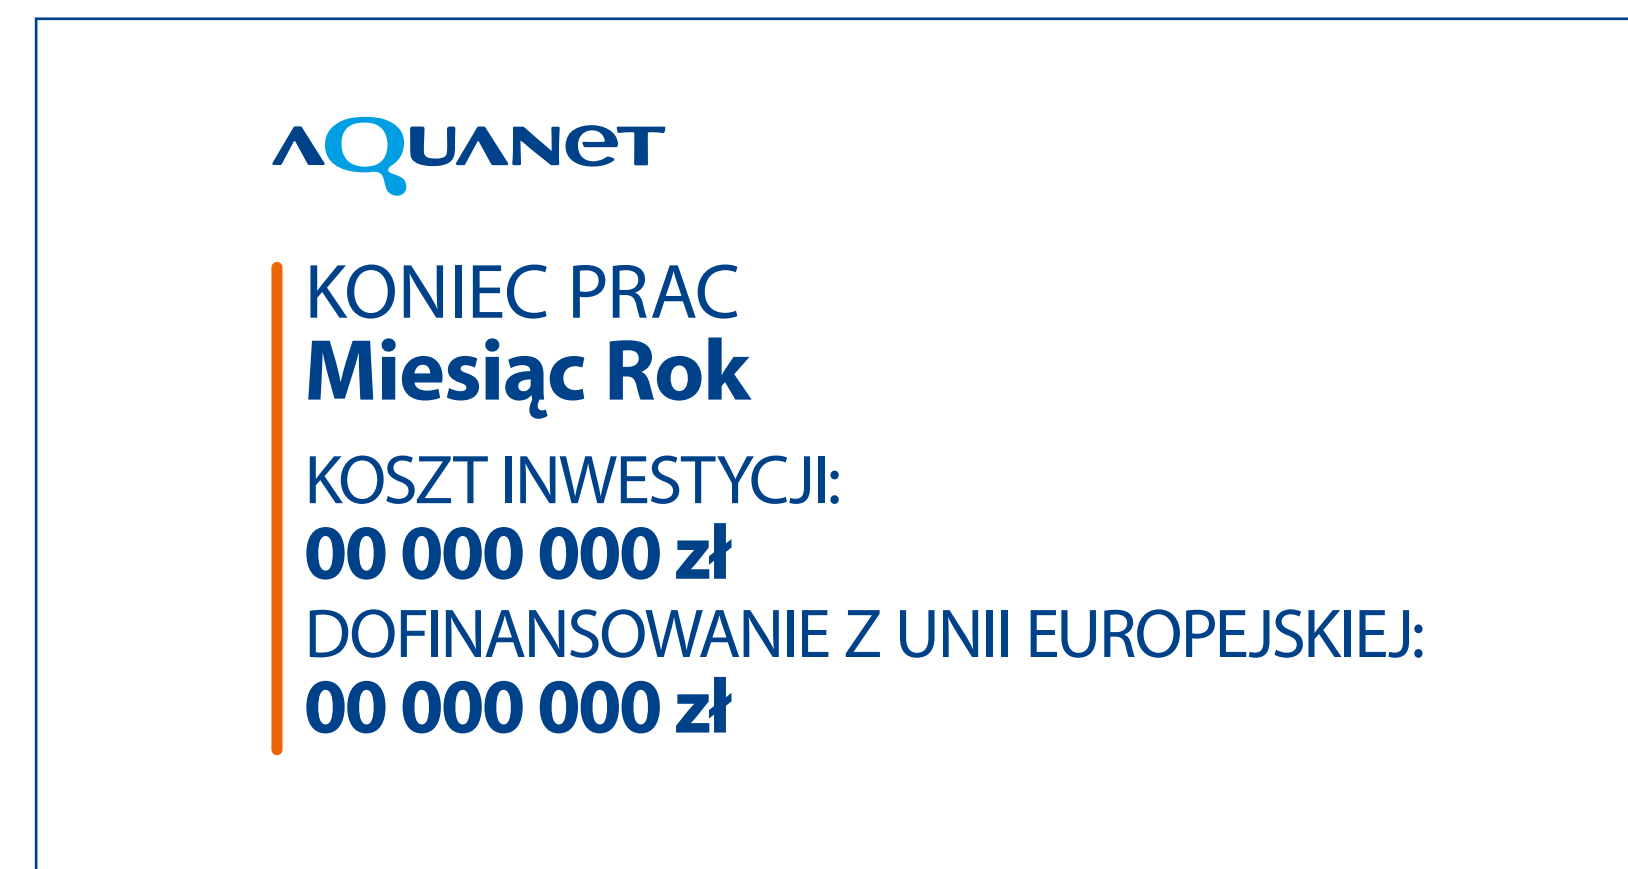 AQUANET
KONIEC PRAC
Miesiąc Rok
KOSZT INWESTYCJI:
00 000 000 zł
DOFINANSOWANIE Z UNII EUROPEJSKIEJ:
00 000 000 zł